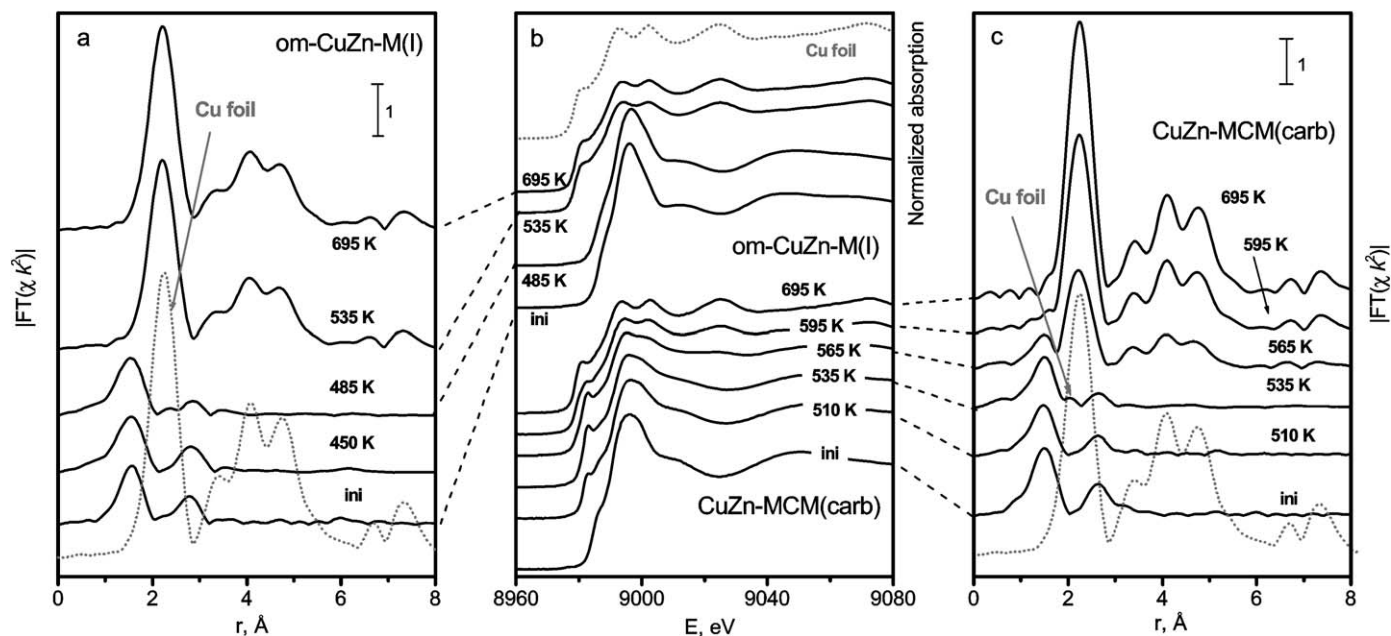 a
om-CuZn-M(I)
1
Cu foil
695 K
535 K
485 K
450 K
ini
|FT(χ k²)|
0 2 4 6 8
r, Å
b
Cu foil
Normalized absorption
695 K
535 K
485 K
ini
om-CuZn-M(I)
695 K
595 K
565 K
535 K
510 K
ini
CuZn-MCM(carb)
8960 9000 9040 9080
E, eV
c
1
CuZn-MCM(carb)
Cu foil
695 K
595 K
565 K
535 K
510 K
ini
|FT(χ k²)|
0 2 4 6 8
r, Å